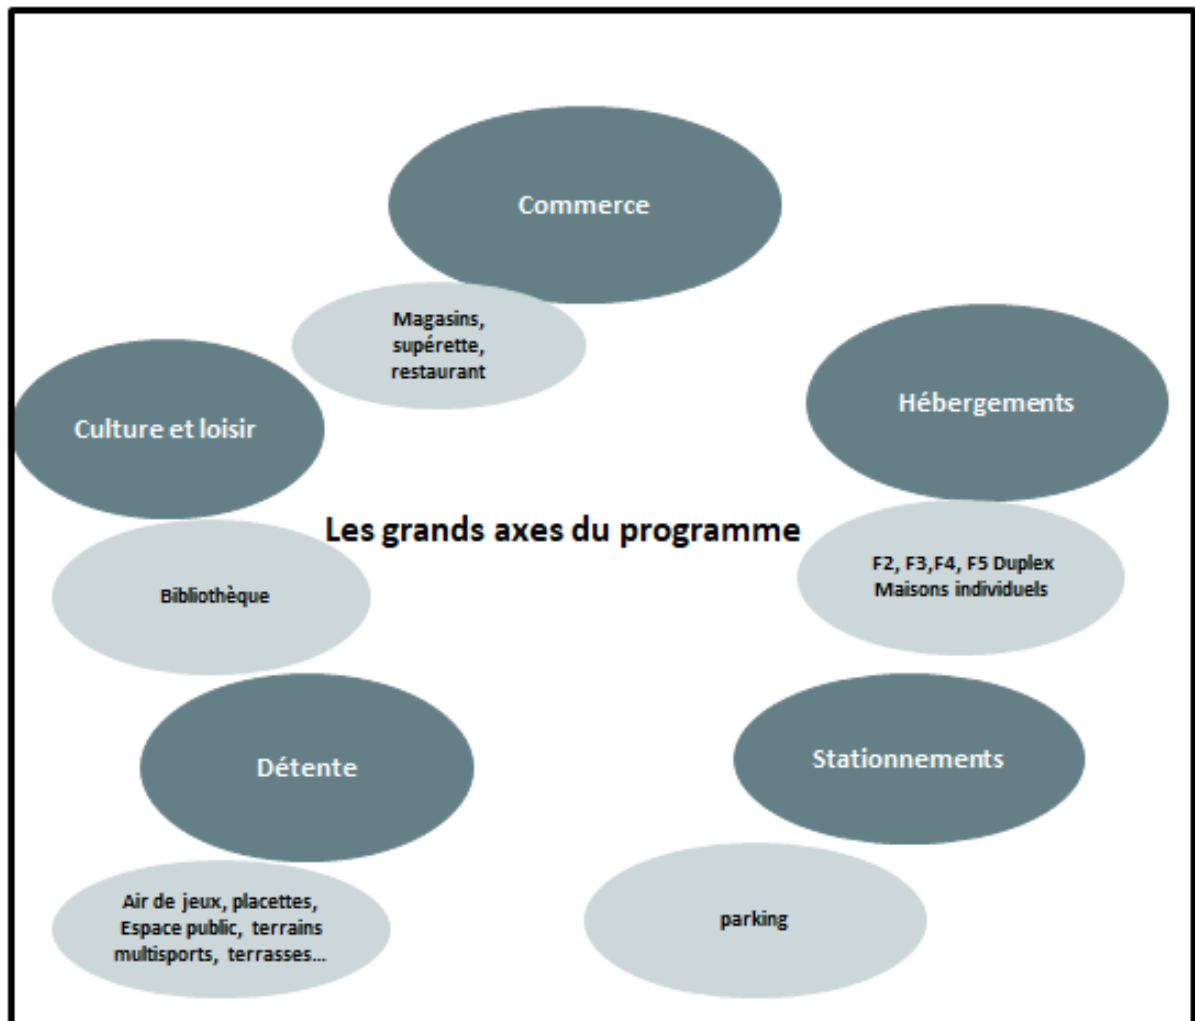 Commerce
Magasins,
supérette,
restaurant
Hébergements
Culture et loisir
Les grands axes du programme
F2, F3,F4, F5 Duplex
Maisons individuels
Bibliothèque
Détente
Stationnements
Air de jeux, placettes,
Espace public, terrains
multisports, terrasses...
parking